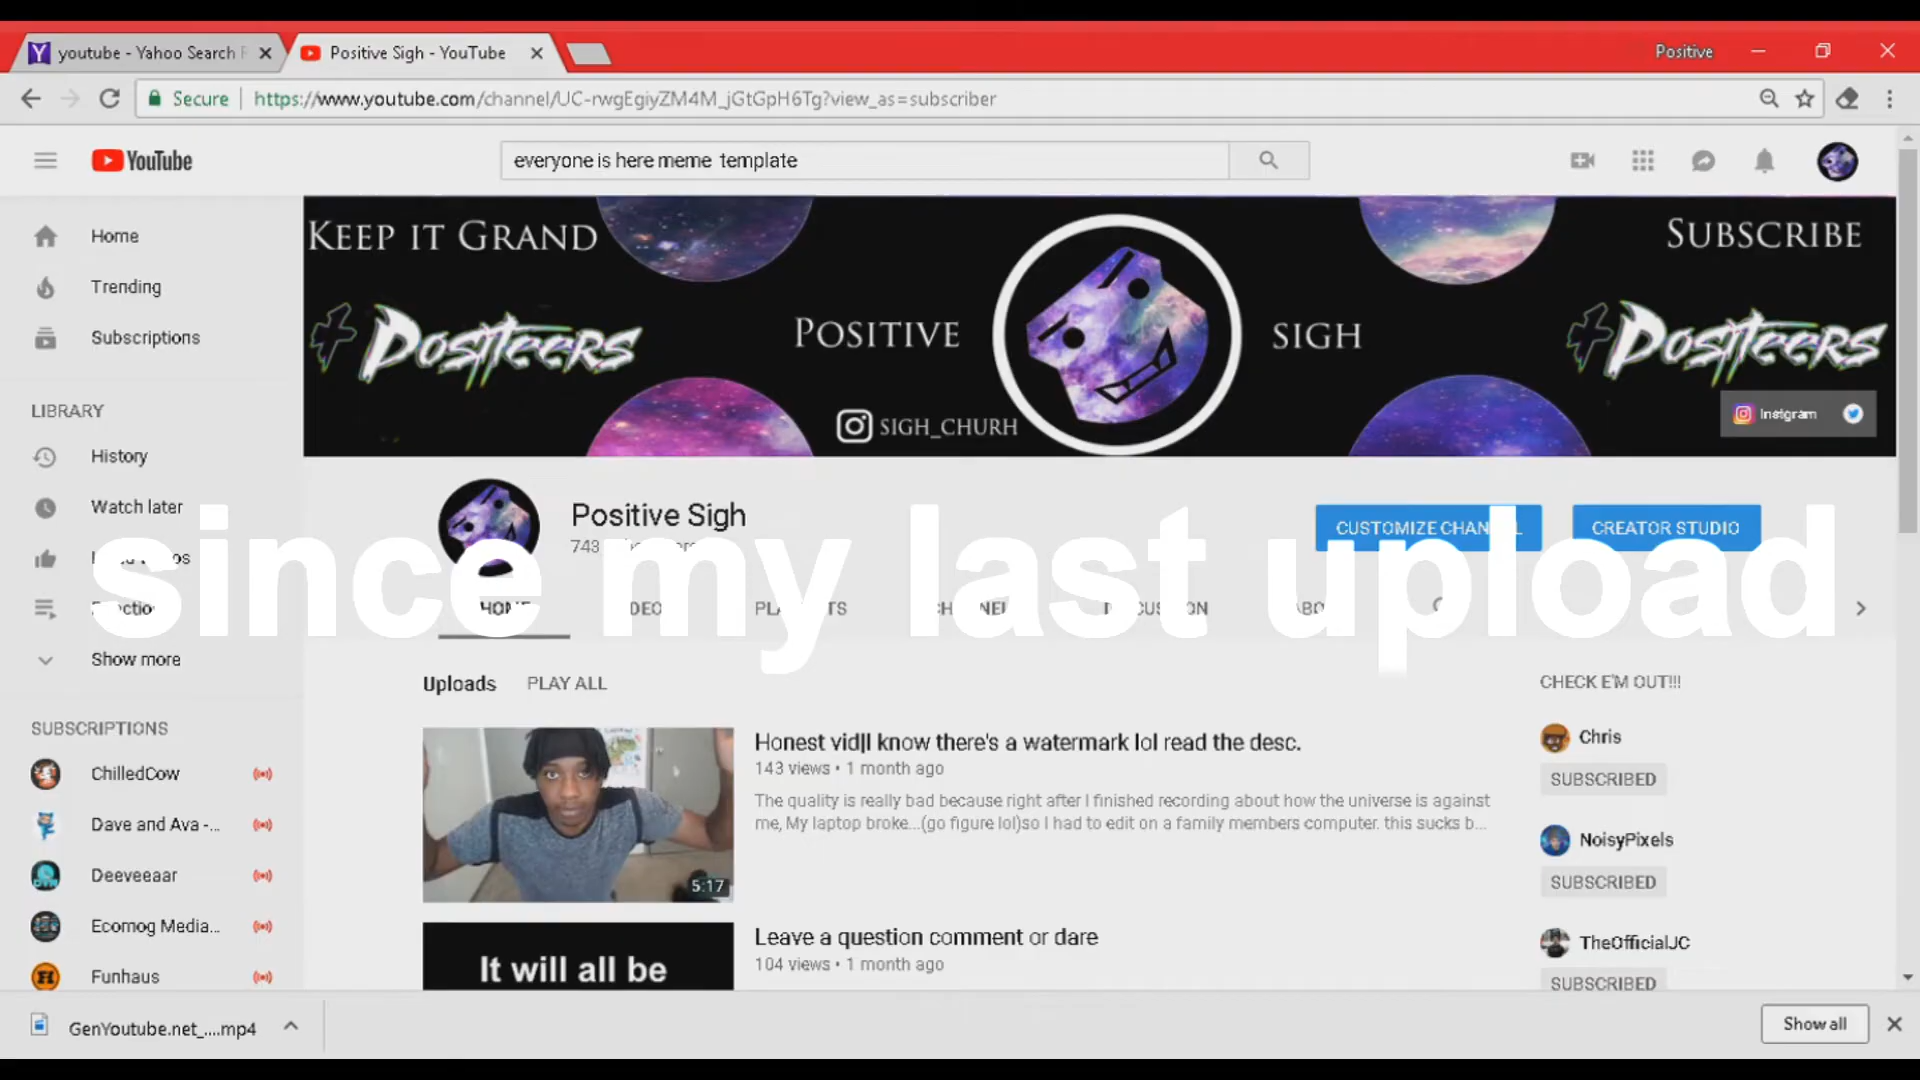 youtube - Yahoo Search R
Positive Sigh - YouTube
Positive
Secure
https://www.youtube.com/channel/UC-rwgEgiyZM4M_jGtGpH6Tg?view_as=subscriber
YouTube
everyone is here meme template
Home
Trending
Subscriptions
LIBRARY
History
Watch later
Show more
SUBSCRIPTIONS
ChilledCow
Dave and Ava -...
Deeveeaar
Ecomog Media...
Funhaus
KEEP IT GRAND
SUBSCRIBE
+Positeers
POSITIVE
SIGH
+Positeers
SIGH_CHURH
Instgram
Positive Sigh
743
CUSTOMIZE CHANNEL
CREATOR STUDIO
since my last upload
HOME
Uploads
PLAY ALL
Honest vid|I know there's a watermark lol read the desc.
143 views • 1 month ago
The quality is really bad because right after I finished recording about how the universe is against
me, My laptop broke...(go figure lol)so I had to edit on a family members computer. this sucks b...
5:17
It will all be
Leave a question comment or dare
104 views • 1 month ago
CHECK E'M OUT!!!
Chris
SUBSCRIBED
NoisyPixels
SUBSCRIBED
TheOfficialJC
SUBSCRIBED
GenYoutube.net_....mp4
Show all